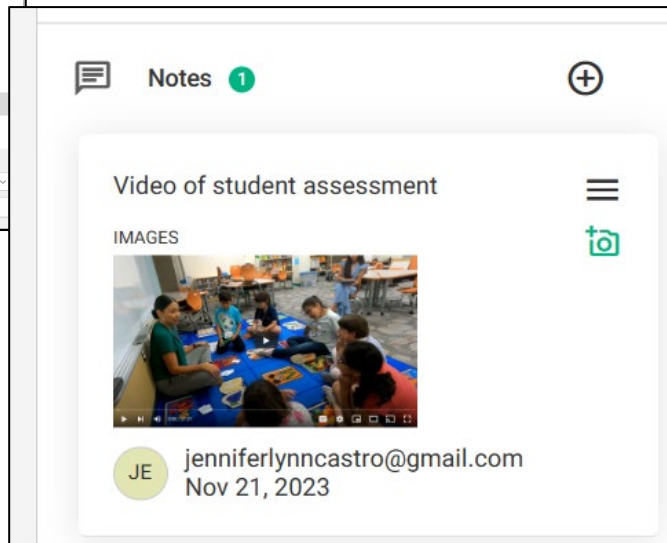 Notes 1
Video of student assessment
IMAGES
JE
jenniferlynncastro@gmail.com
Nov 21, 2023